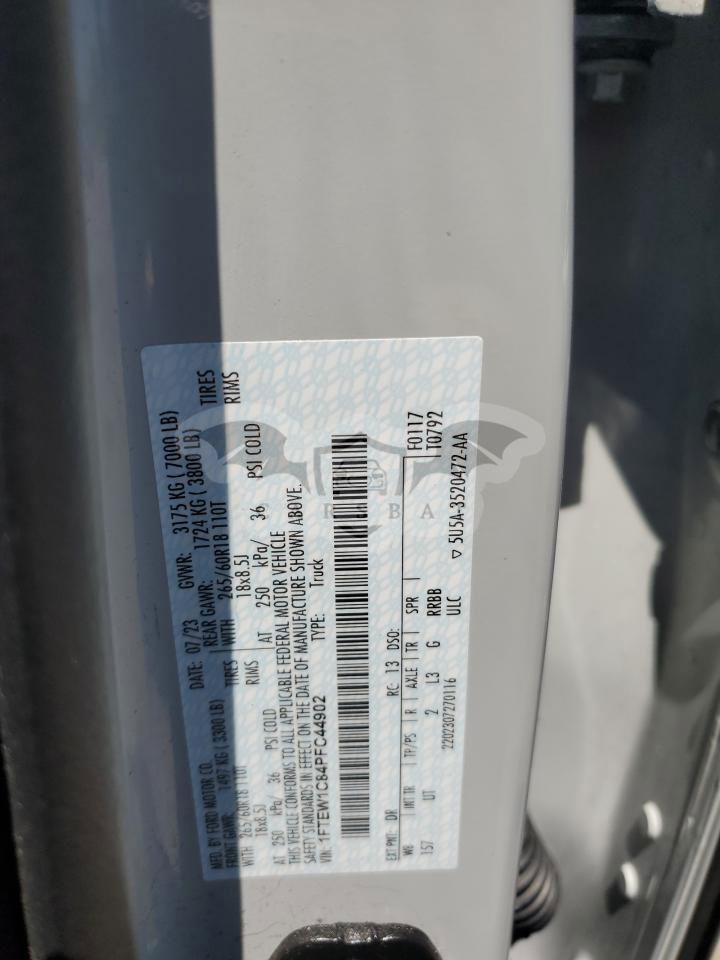 MFD. BY FORD MOTOR CO.
DATE: 07/23 GVWR: 3175 KG ( 7000 LB)
FRONT GAWR: 1497 KG ( 3300 LB) REAR GAWR: 1724 KG ( 3800 LB)
WITH 265/60R18 110T TIRES WITH 265/60R18 110T TIRES
18x8.5J RIMS 18x8.5J RIMS
AT 250 kPa/ 36 PSI COLD AT 250 kPa/ 36 PSI COLD
THIS VEHICLE CONFORMS TO ALL APPLICABLE FEDERAL MOTOR VEHICLE
SAFETY STANDARDS IN EFFECT ON THE DATE OF MANUFACTURE SHOWN ABOVE.
VIN: 1FTEW1C84PFC44902 TYPE: Truck
R BA
EXT PNT: DR RC: 13 DSO: F0117
WB INT TR TP/PS R AXLE TR SPR T0792
157 UT 2 L3 G RRBB
2202307270116 ULC ▽5U5A-3520472-AA